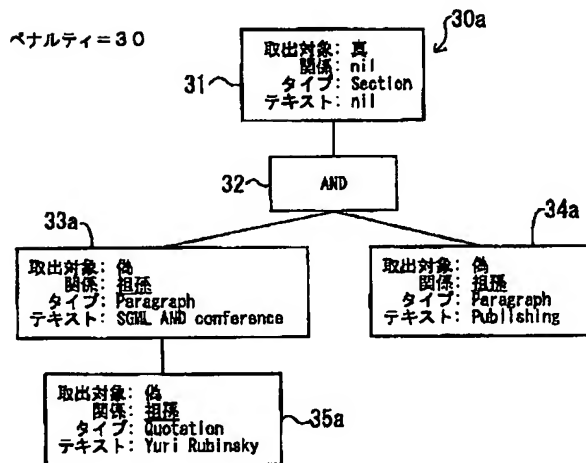 ペナルティ=30
30a
31
取出対象: 真
関係: nil
タイプ: Section
テキスト: nil
32
AND
33a
取出対象: 偽
関係: 祖孫
タイプ: Paragraph
テキスト: SGML AND conference
34a
取出対象: 偽
関係: 祖孫
タイプ: Paragraph
テキスト: Publishing
取出対象: 偽
関係: 祖孫
タイプ: Quotation
テキスト: Yuri Rubinsky
35a